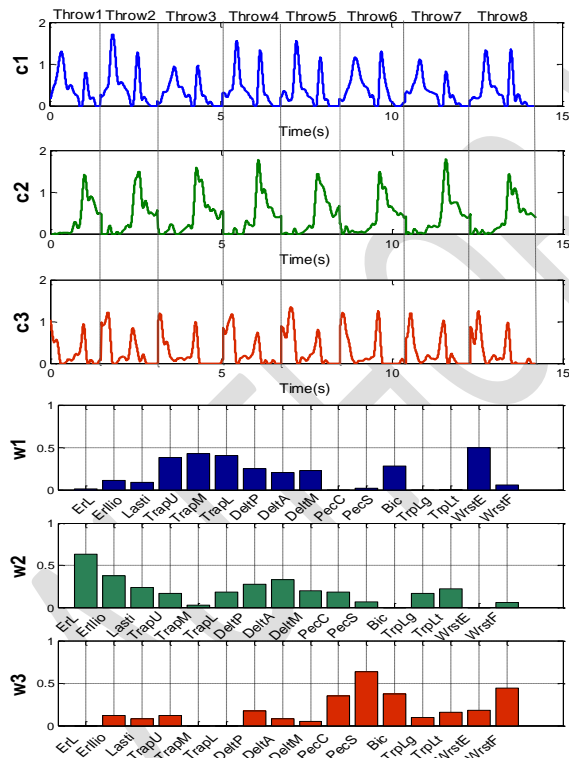 Throw1 Throw2 Throw3 Throw4 Throw5 Throw6 Throw7 Throw8
2
c1
1
0
0 5 10 15
Time(s)
2
c2
1
0
0 5 10 15
Time(s)
2
c3
1
0
0 5 10 15
Time(s)
1
w1
0.5
0
ErL ErIlio Lasti TrapU TrapM TrapL DeltP DeltA DeltM PecC PecS Bic TrpLg TrpLt WrstE WrstF
1
w2
0.5
0
ErL ErIlio Lasti TrapU TrapM TrapL DeltP DeltA DeltM PecC PecS Bic TrpLg TrpLt WrstE WrstF
1
w3
0.5
0
ErL ErIlio Lasti TrapU TrapM TrapL DeltP DeltA DeltM PecC PecS Bic TrpLg TrpLt WrstE WrstF